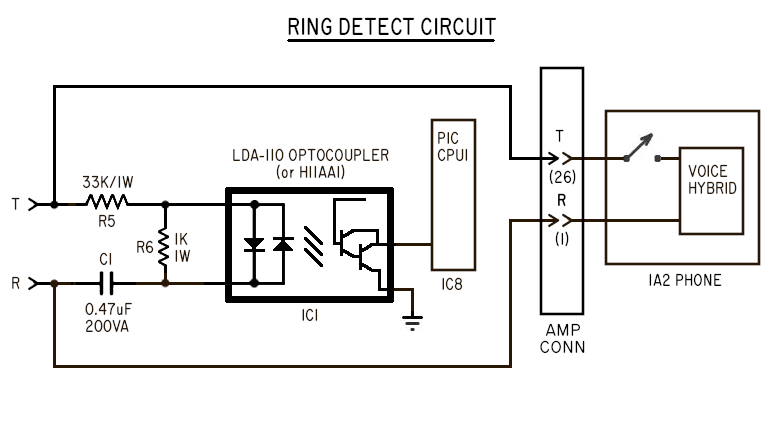 RING DETECT CIRCUIT
LDA-110 OPTOCOUPLER
(or H11AA1)
PIC
CPU1
T
33K/1W
R5
R6
1K
1W
R
C1
0.47uF
200VA
IC1
IC8
T
(26)
R
(1)
VOICE
HYBRID
1A2 PHONE
AMP
CONN